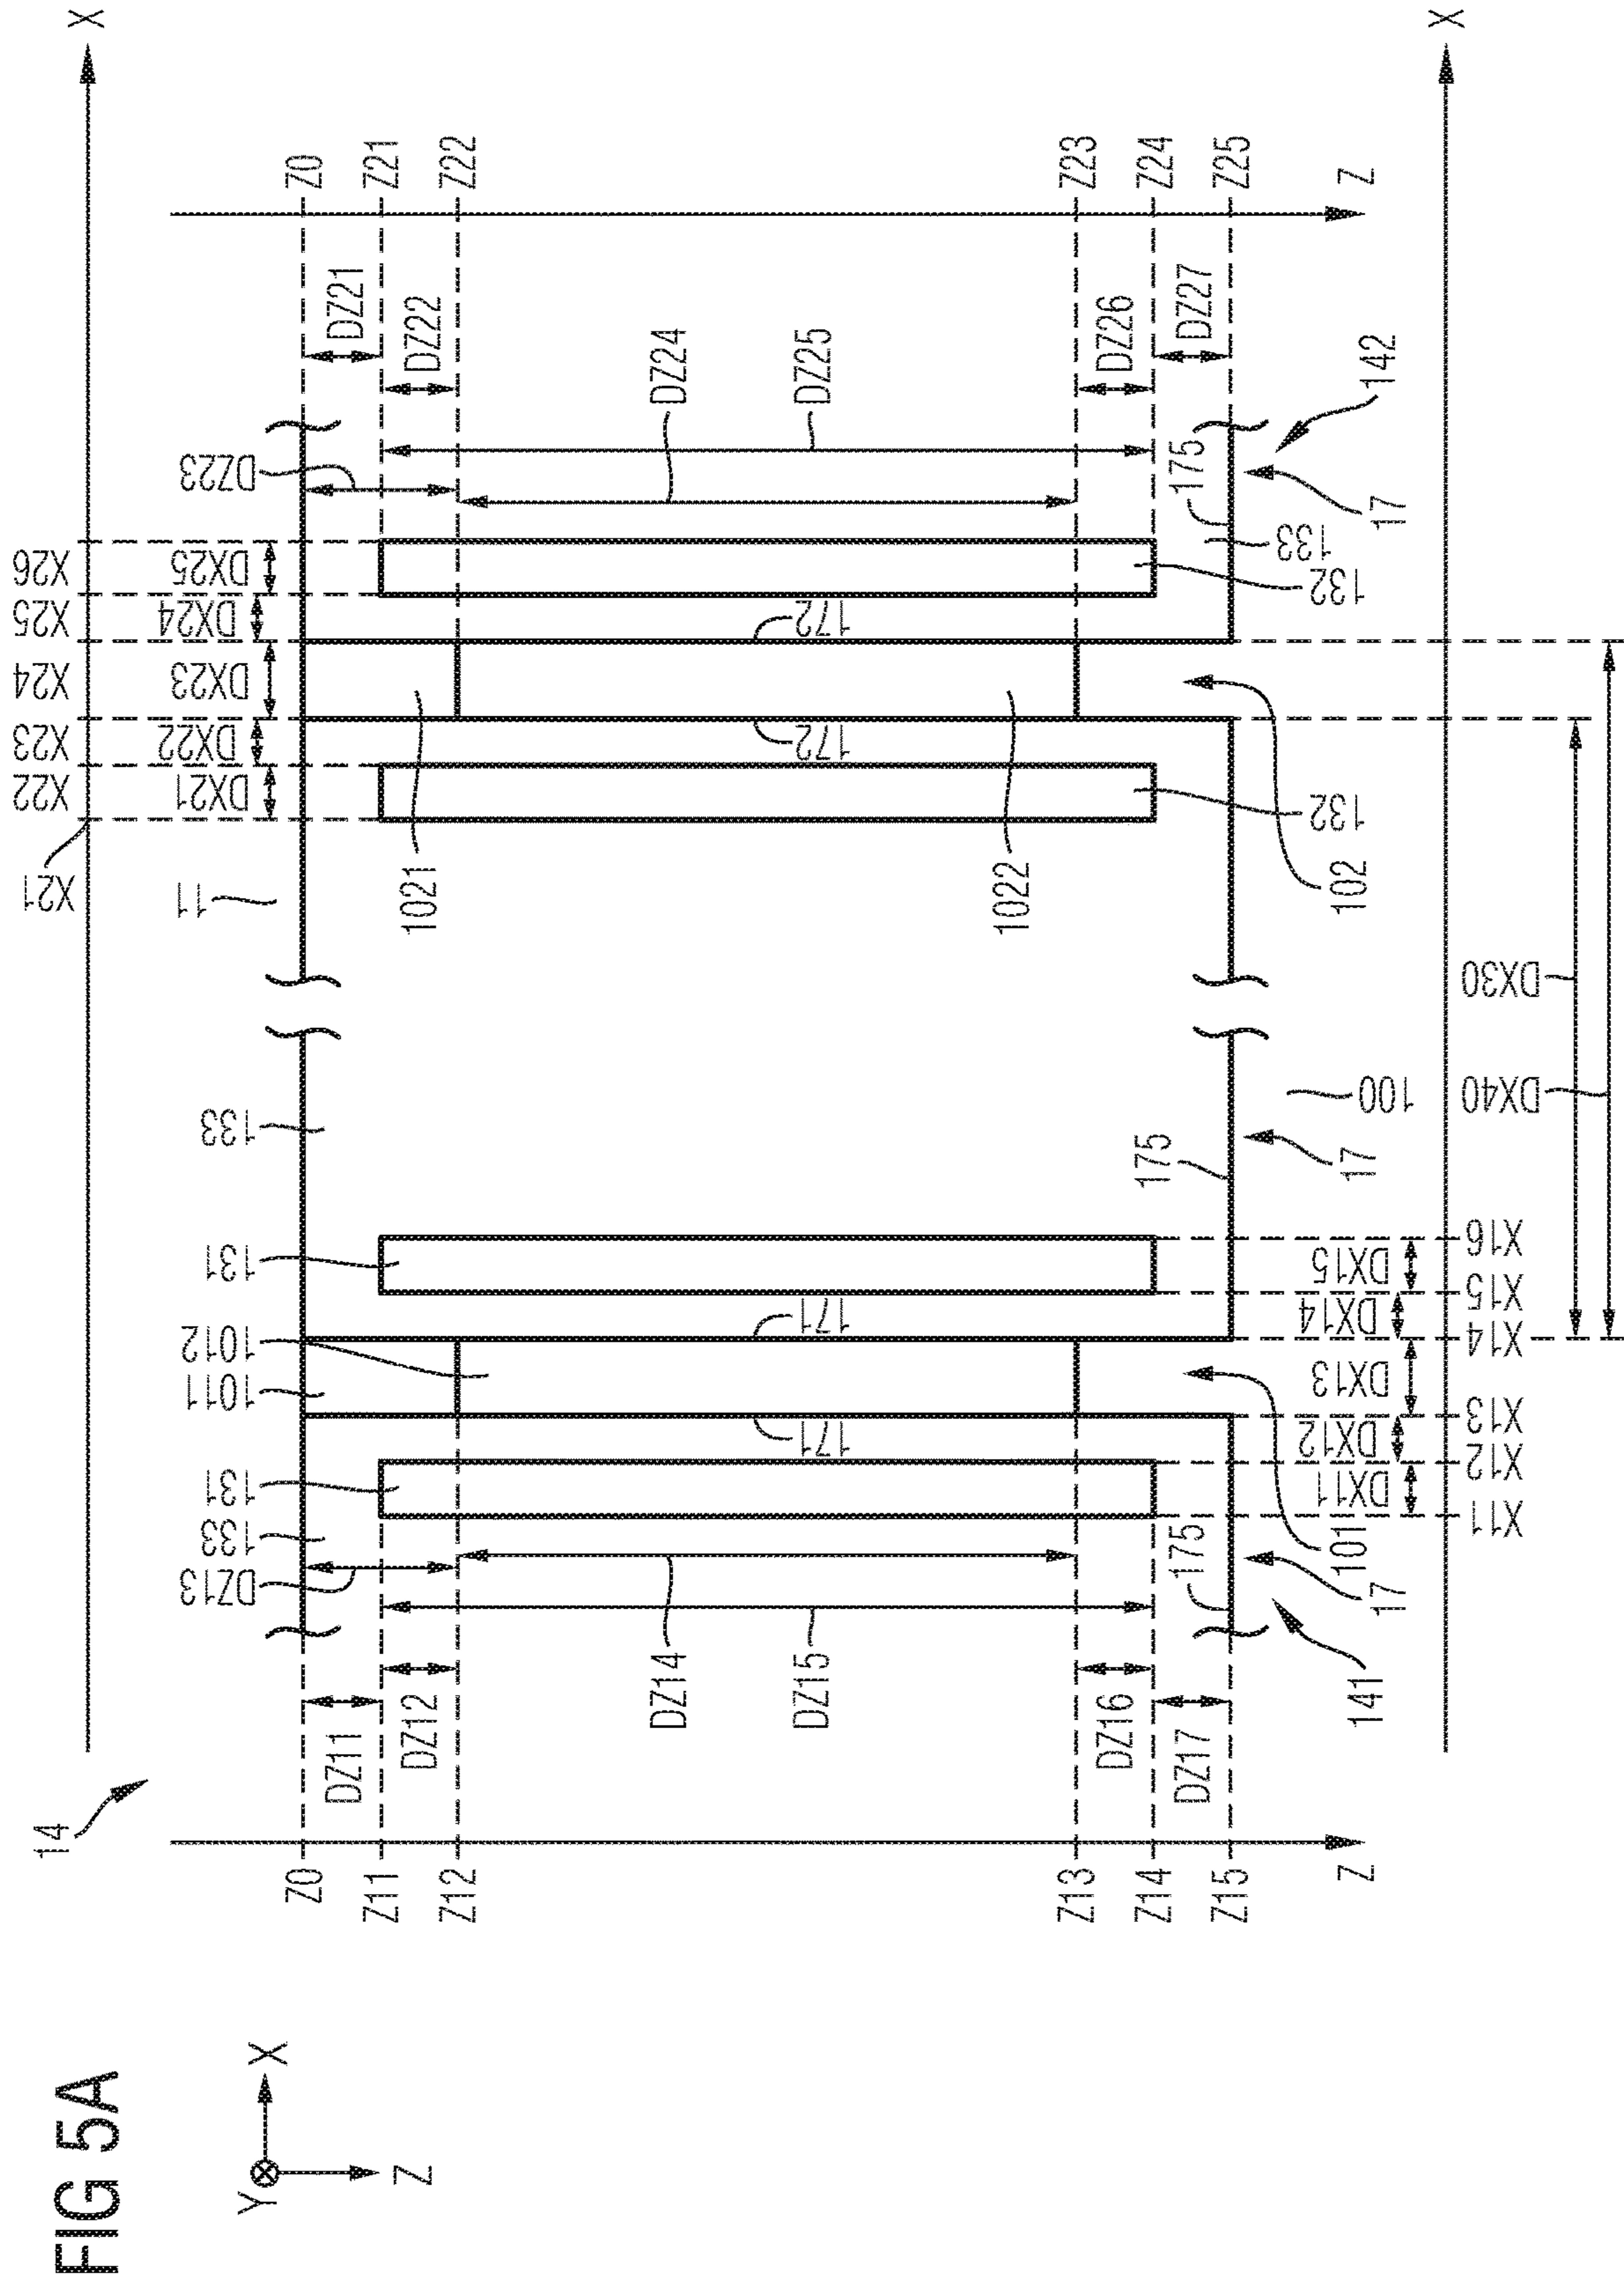 FIG 5A
Y
X
Z
14
X
X21
X22
X23
X24
X25
X26
DX21
DX22
DX23
DX24
DX25
11
133
131
1012
1011
131
133
DZ13
DZ23
Z0
Z11
Z12
Z13
Z14
Z15
Z
DZ11
DZ12
DZ14
DZ15
DZ16
DZ17
Z0
Z21
Z22
Z23
Z24
Z25
Z
DZ21
DZ22
DZ24
DZ25
DZ26
DZ27
171
171
172
172
1021
1022
132
132
133
175
175
175
17
17
17
141
142
101
102
100
DX11
DX12
DX13
DX14
DX15
X11
X12
X13
X14
X15
X16
X
DX30
DX40